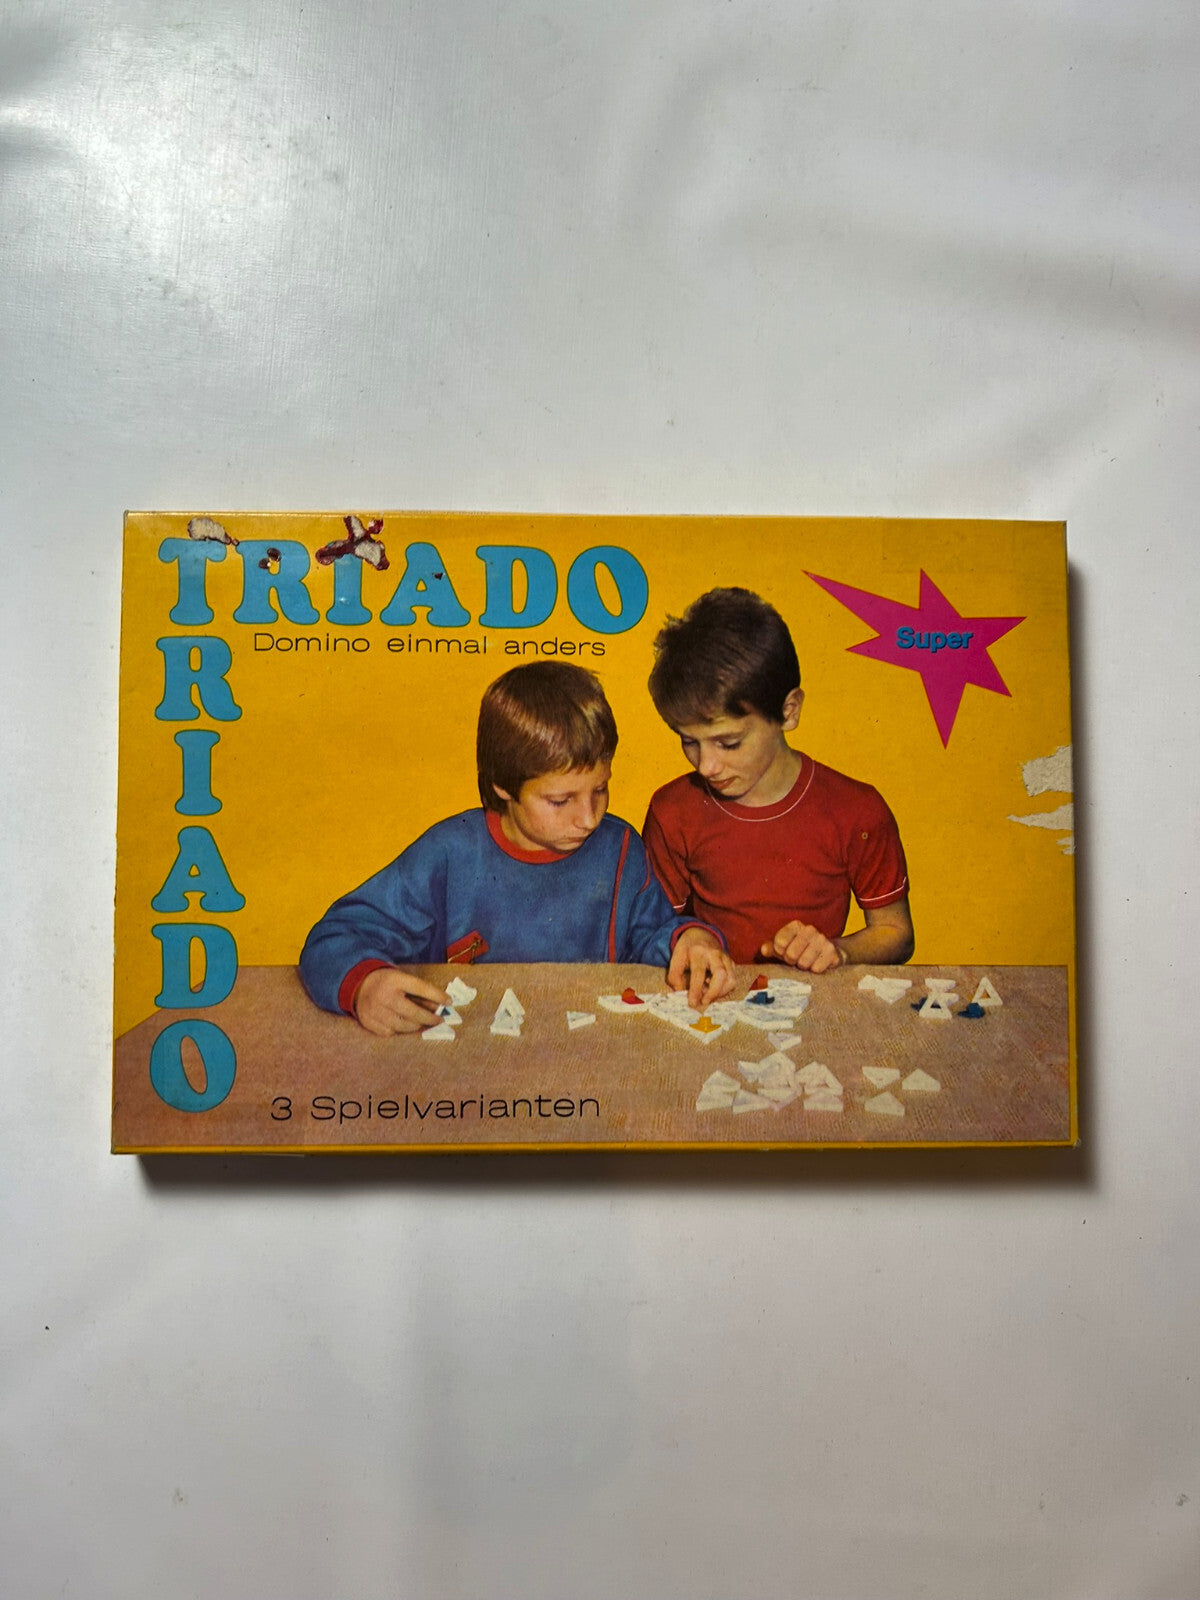 TRIADO
Domino einmal anders
Super
TRIADO
3 Spielvarianten